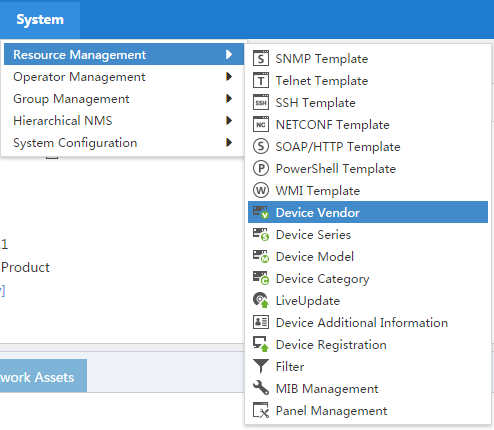 System
Resource Management
Operator Management
Group Management
Hierarchical NMS
System Configuration
S SNMP Template
T Telnet Template
SSH SSH Template
NC NETCONF Template
S SOAP/HTTP Template
P PowerShell Template
W WMI Template
V Device Vendor
S Device Series
M Device Model
C Device Category
LiveUpdate
Device Additional Information
Device Registration
Filter
MIB Management
Panel Management
1
Product
]
work Assets